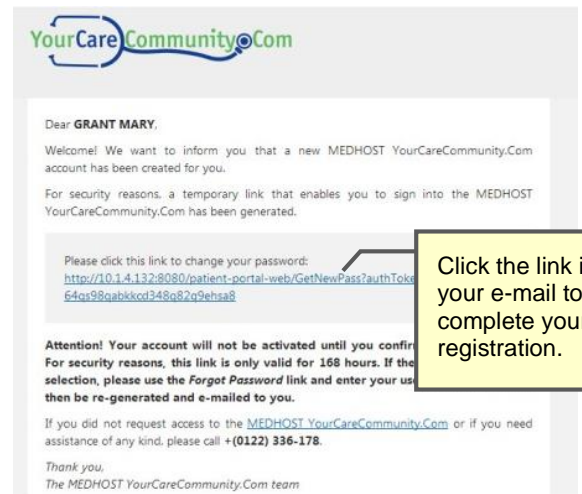 YourCareCommunity.Com
Dear GRANT MARY,
Welcome! We want to inform you that a new MEDHOST YourCareCommunity.Com
account has been created for you.
For security reasons, a temporary link that enables you to sign into the MEDHOST
YourCareCommunity.Com has been generated.
Please click this link to change your password:
http://10.1.4.132:8080/patient-portal-web/GetNewPass?authToke
64qs98qabkkcd348q82q9ehsa8
Click the link i
your e-mail to
complete your
registration.
Attention! Your account will not be activated until you confir
For security reasons, this link is only valid for 168 hours. If the
selection, please use the Forgot Password link and enter your us
then be re-generated and e-mailed to you.
If you did not request access to the MEDHOST YourCareCommunity.Com or if you need
assistance of any kind, please call +(0122) 336-178.
Thank you,
The MEDHOST YourCareCommunity.Com team